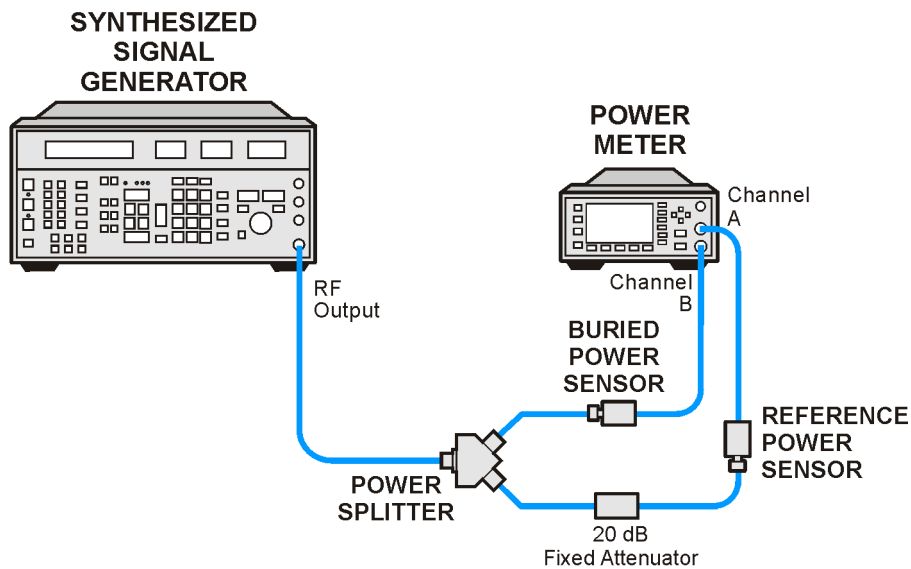 SYNTHESIZED
SIGNAL
GENERATOR
POWER
METER
Channel
A
Channel
B
RF
Output
BURIED
POWER
SENSOR
REFERENCE
POWER
SENSOR
POWER
SPLITTER
20 dB
Fixed Attenuator